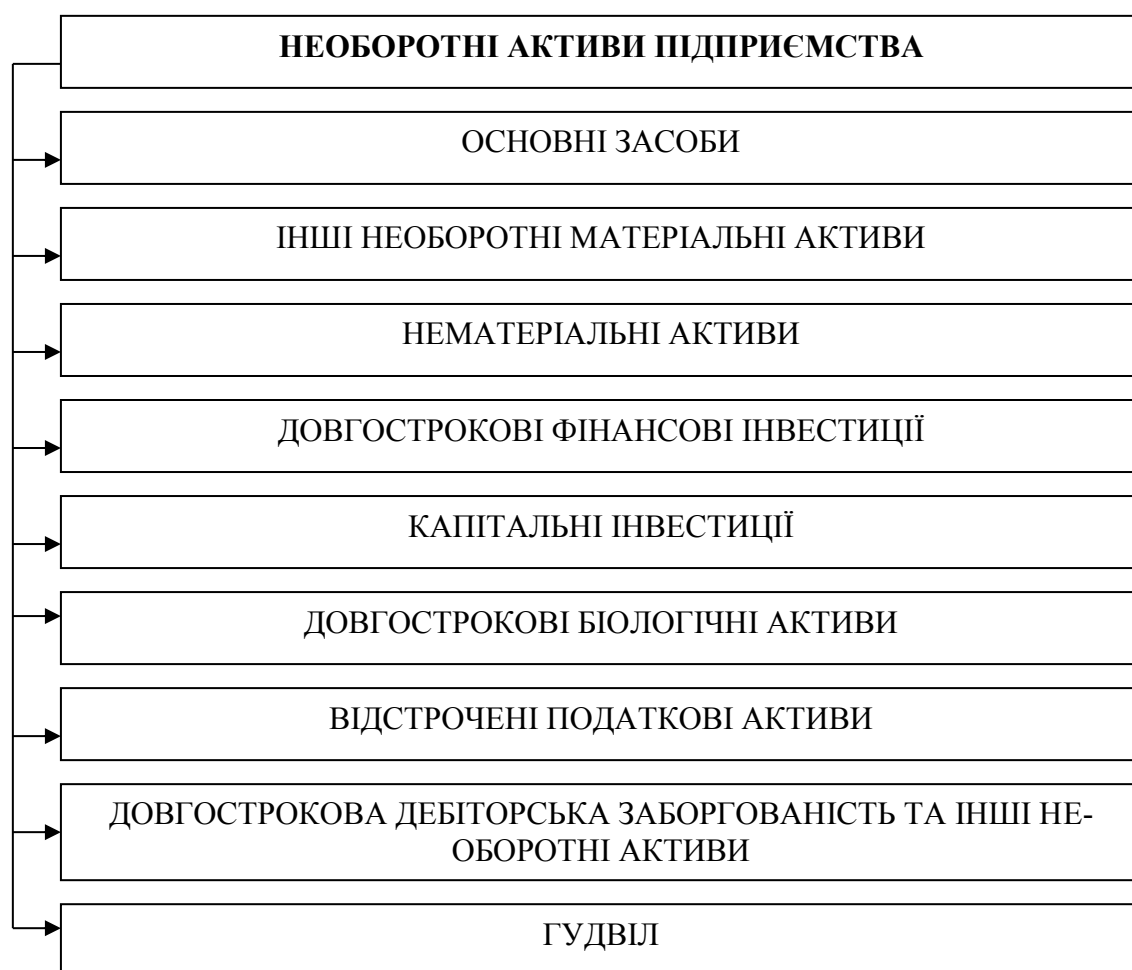 НЕОБОРОТНІ АКТИВИ ПІДПРИЄМСТВА
ОСНОВНІ ЗАСОБИ
ІНШІ НЕОБОРОТНІ МАТЕРІАЛЬНІ АКТИВИ
НЕМАТЕРІАЛЬНІ АКТИВИ
ДОВГОСТРОКОВІ ФІНАНСОВІ ІНВЕСТИЦІЇ
КАПІТАЛЬНІ ІНВЕСТИЦІЇ
ДОВГОСТРОКОВІ БІОЛОГІЧНІ АКТИВИ
ВІДСТРОЧЕНІ ПОДАТКОВІ АКТИВИ
ДОВГОСТРОКОВА ДЕБІТОРСЬКА ЗАБОРГОВАНІСТЬ ТА ІНШІ НЕ-
ОБОРОТНІ АКТИВИ
ГУДВІЛ